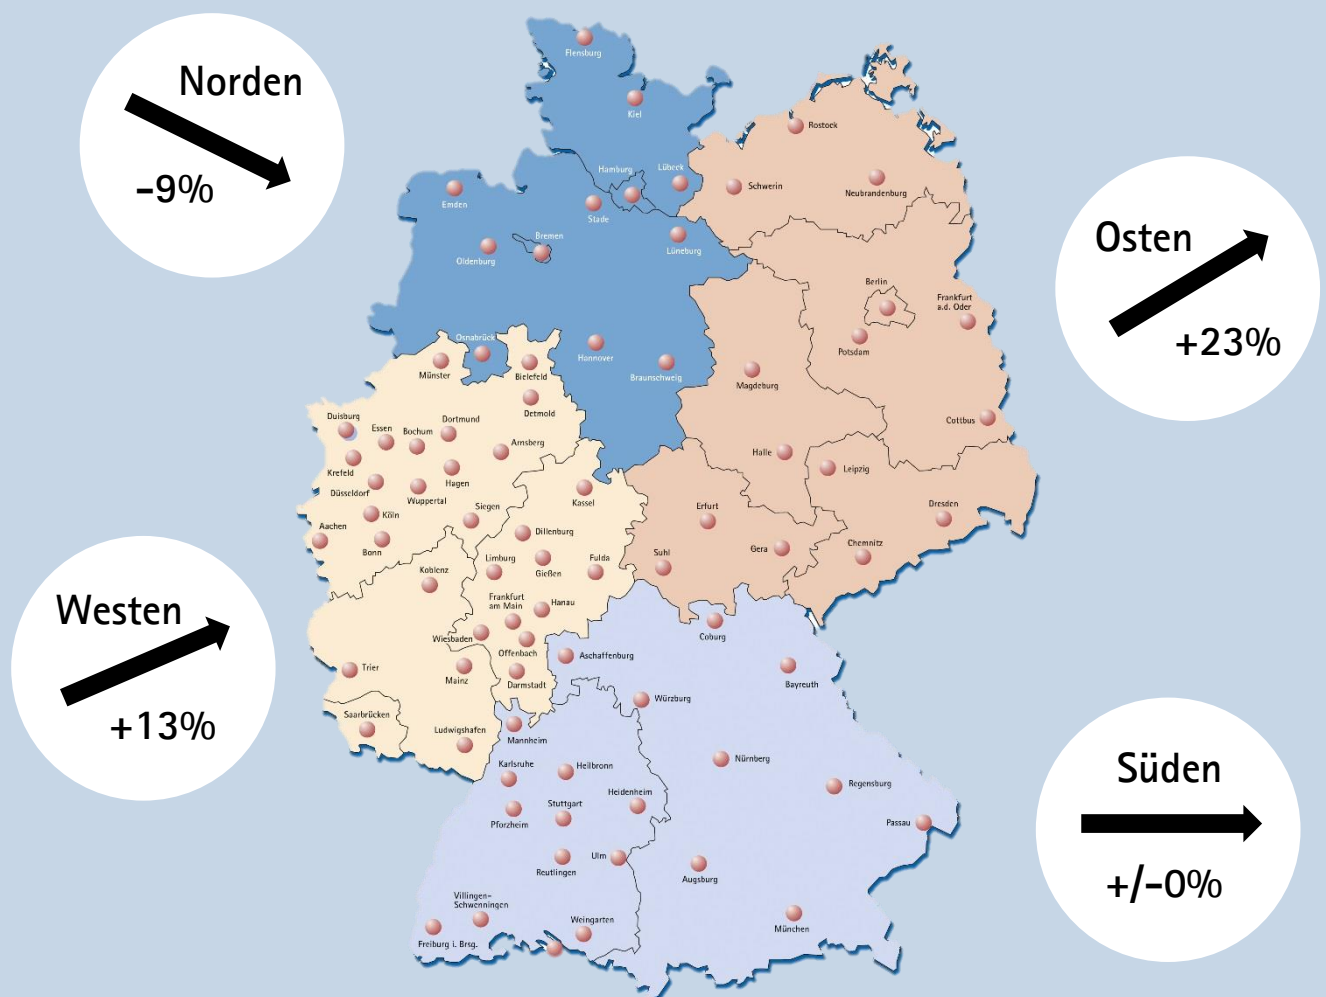 Norden
-9%
Osten
+23%
Westen
+13%
Süden
+/-0%
Flensburg
Kiel
Hamburg
Lübeck
Rostock
Schwerin
Neubrandenburg
Emden
Stade
Bremen
Oldenburg
Lüneburg
Berlin
Frankfurt
a.d. Oder
Potsdam
Osnabrück
Hannover
Braunschweig
Münster
Bielefeld
Magdeburg
Detmold
Cottbus
Duisburg
Essen
Bochum
Dortmund
Arnsberg
Halle
Leipzig
Krefeld
Düsseldorf
Hagen
Wuppertal
Kassel
Siegen
Erfurt
Dresden
Köln
Aachen
Bonn
Dillenburg
Limburg
Gießen
Fulda
Suhl
Gera
Chemnitz
Koblenz
Frankfurt
am Main
Hanau
Wiesbaden
Offenbach
Coburg
Aschaffenburg
Trier
Mainz
Darmstadt
Bayreuth
Würzburg
Saarbrücken
Ludwigshafen
Mannheim
Karlsruhe
Heilbronn
Nürnberg
Heidenheim
Regensburg
Stuttgart
Pforzheim
Passau
Ulm
Reutlingen
Augsburg
Villingen-
Schwenningen
Weingarten
Freiburg i. Brsg.
München